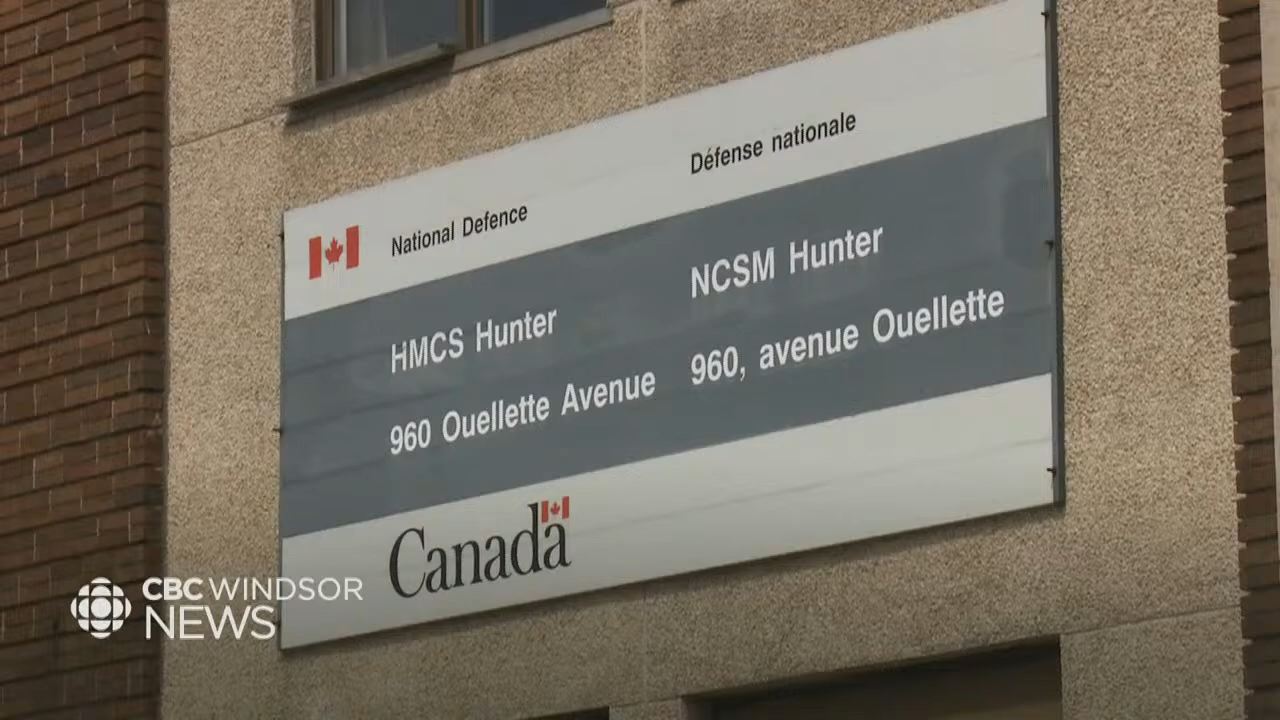 National Defence
Défense nationale
HMCS Hunter
960 Ouellette Avenue
NCSM Hunter
960, avenue Ouellette
Canada
CBC WINDSOR
NEWS